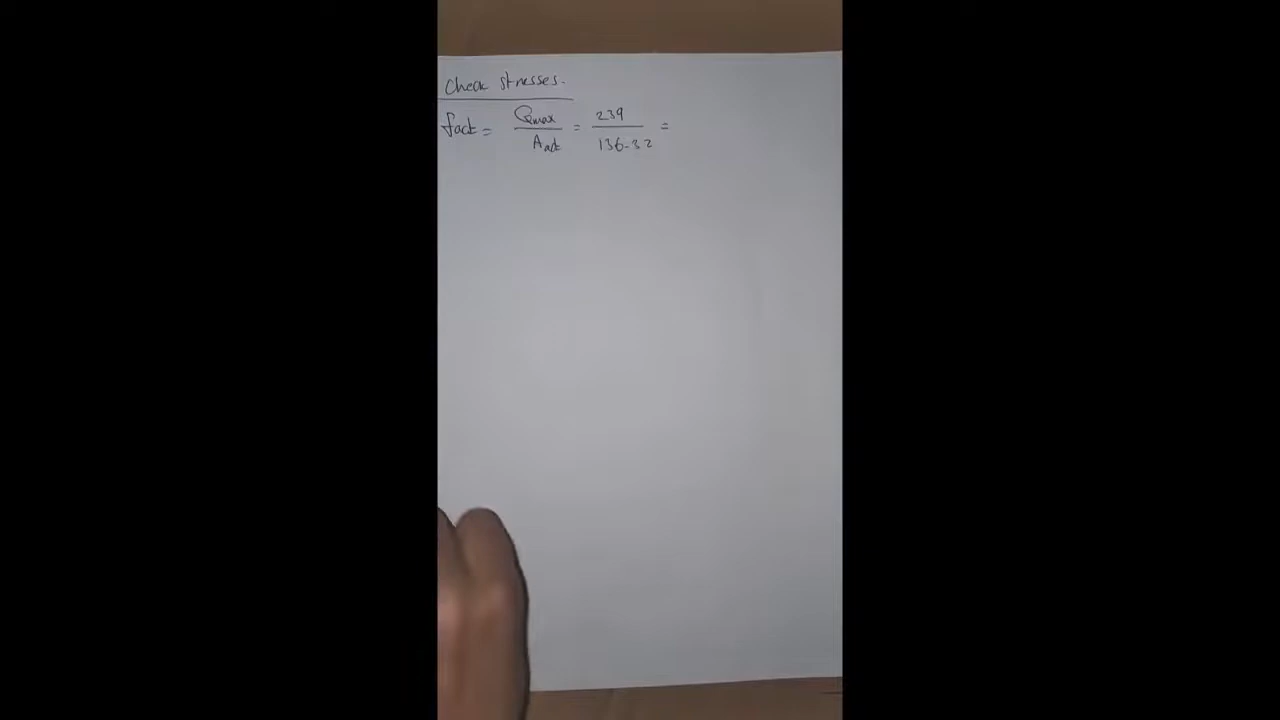 Check stresses.
fact = Qmax / Aact = 239 / 136.32 =